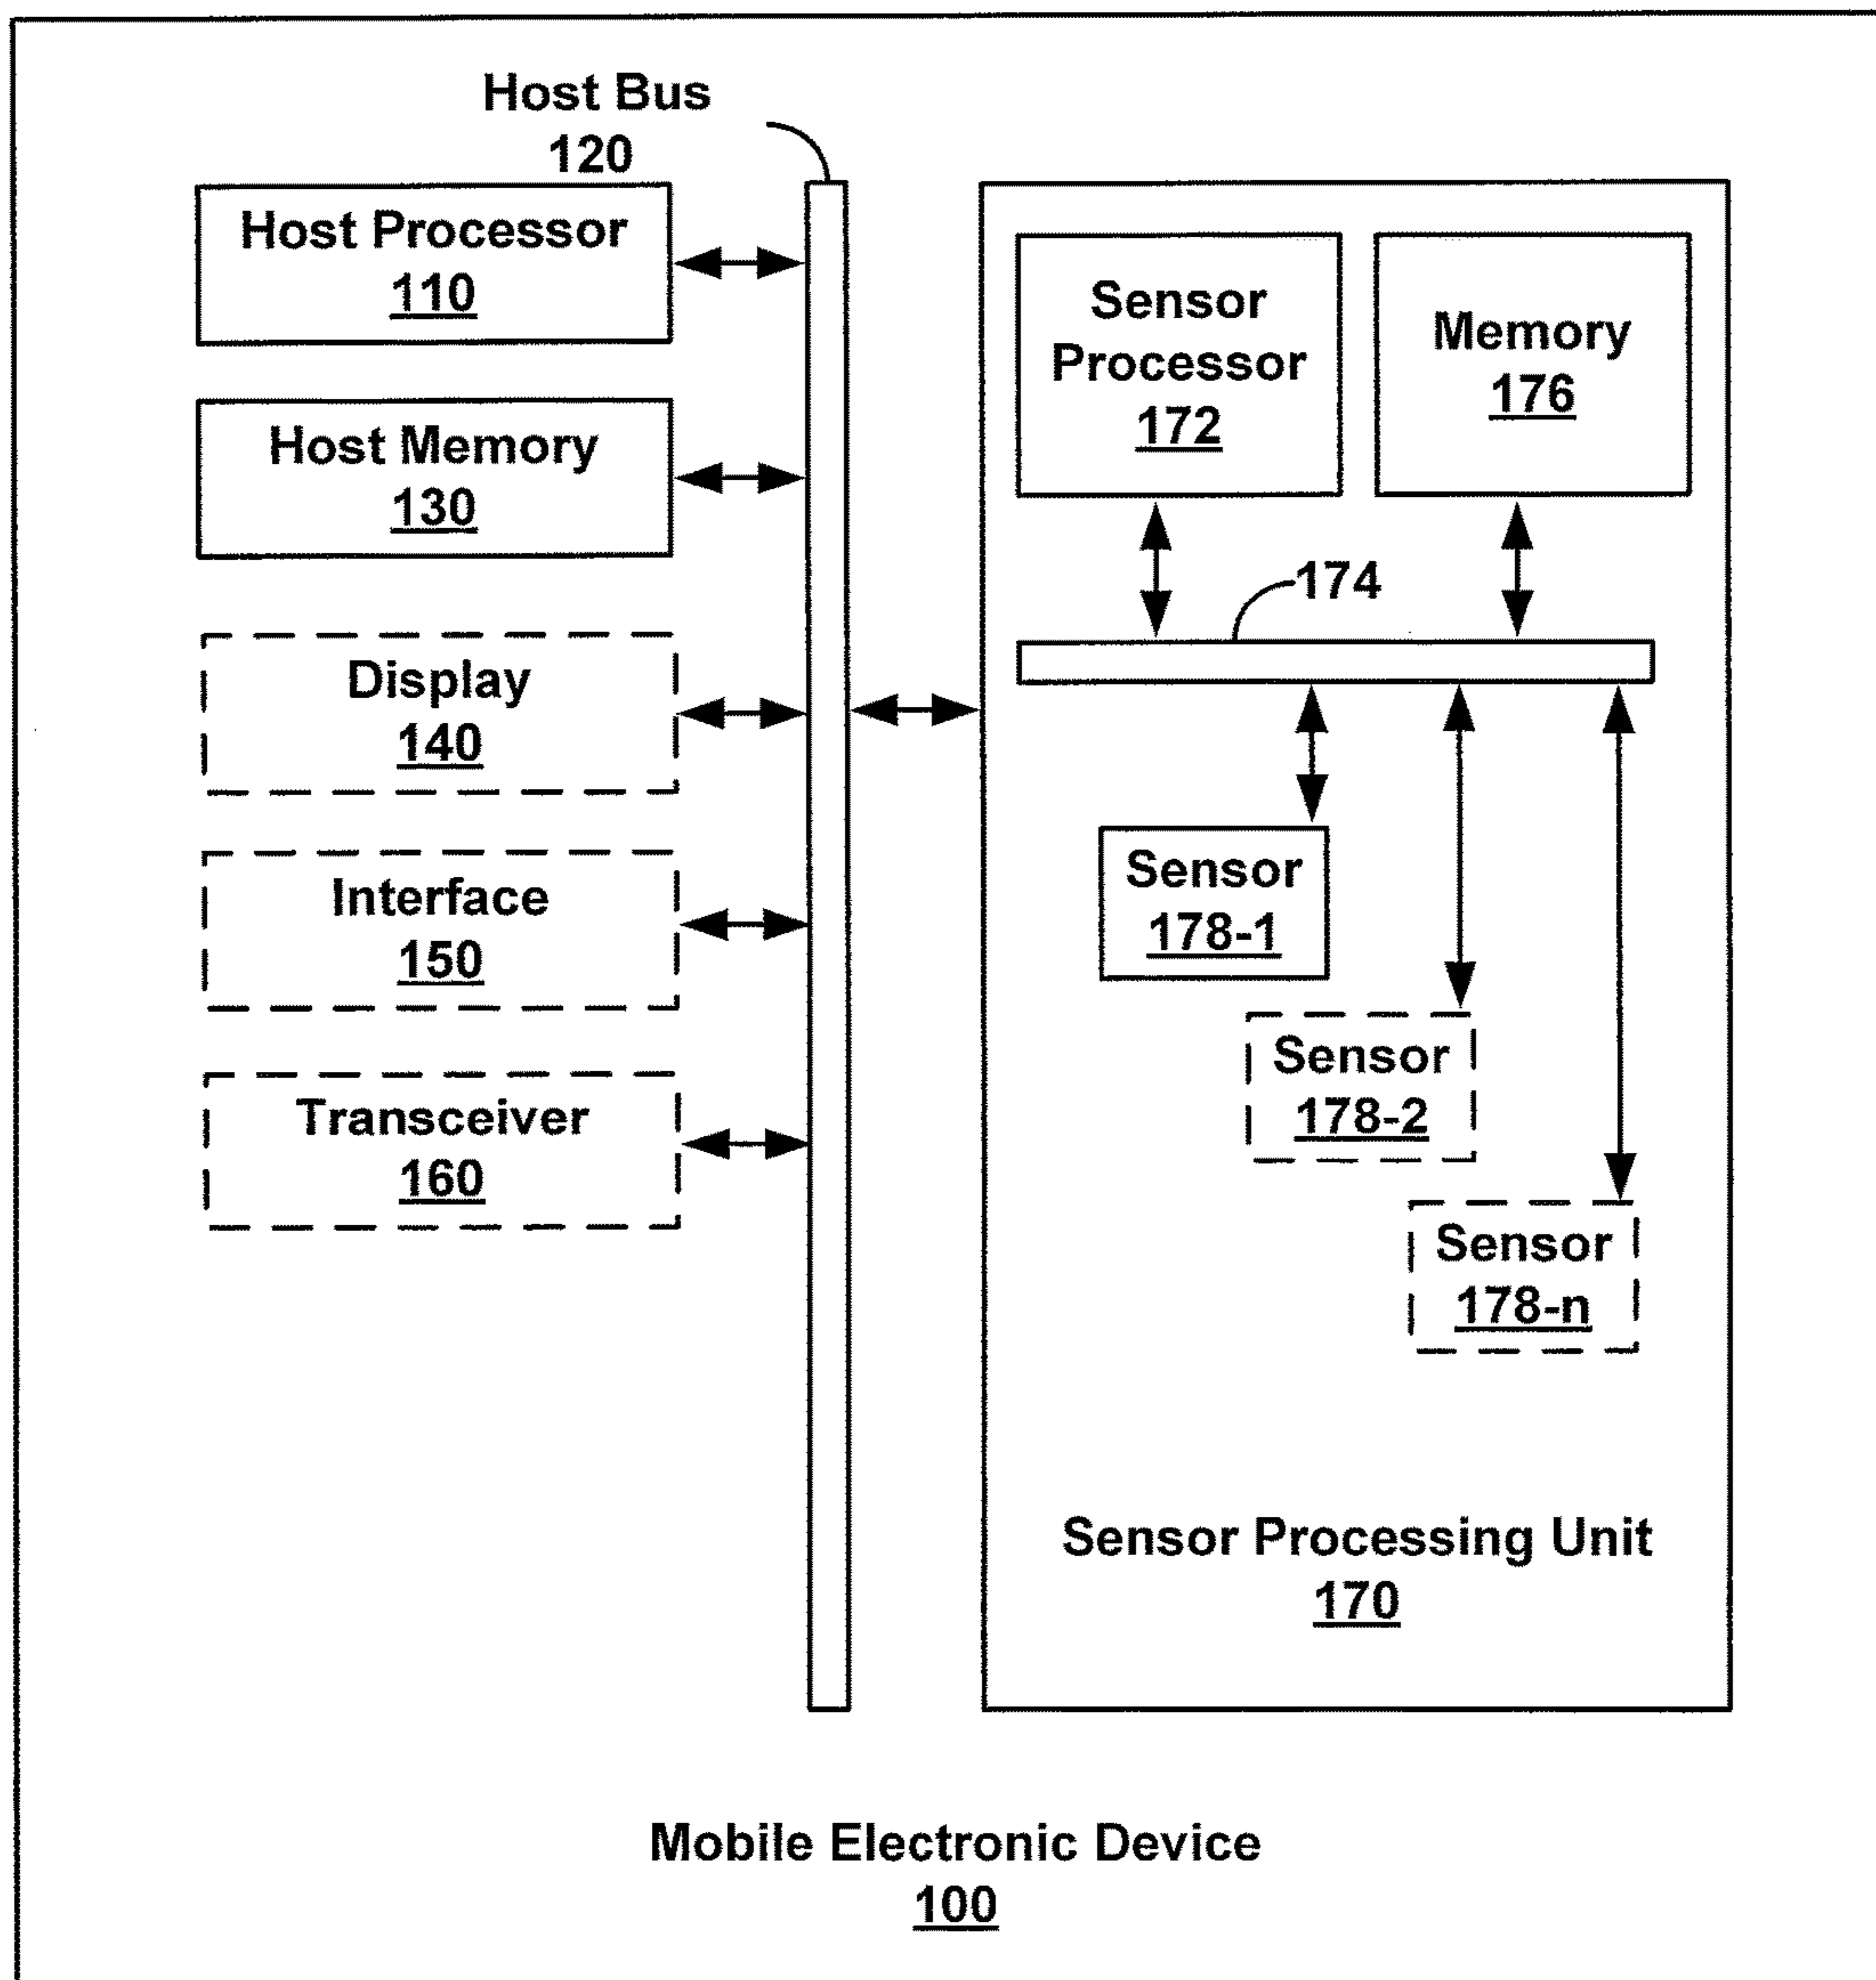 Host Bus
120
Host Processor
110
Host Memory
130
Display
140
Interface
150
Transceiver
160
Sensor
Processor
172
Memory
176
174
Sensor
178-1
Sensor
178-2
Sensor
178-n
Sensor Processing Unit
170
Mobile Electronic Device
100